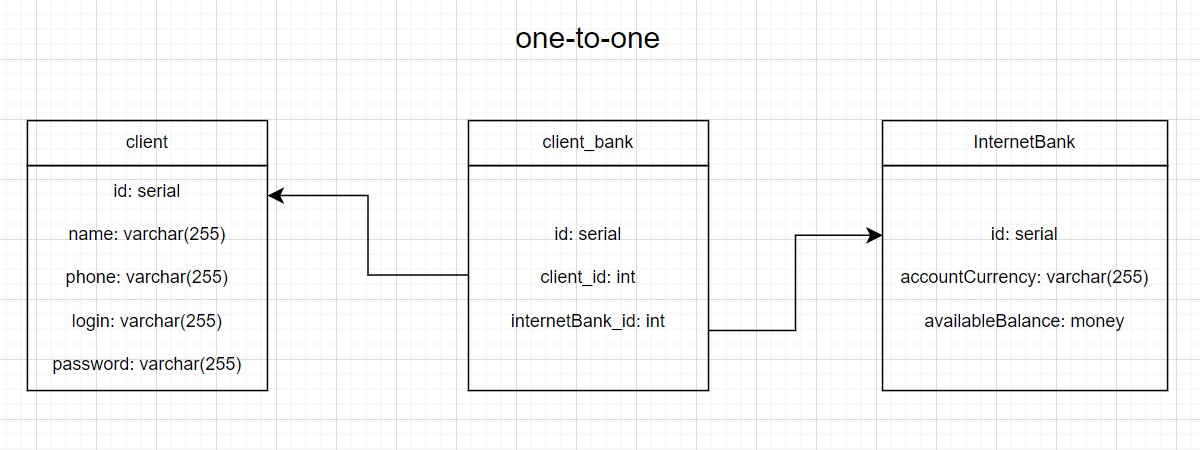 one-to-one
client
id: serial
name: varchar(255)
phone: varchar(255)
login: varchar(255)
password: varchar(255)
client_bank
id: serial
client_id: int
internetBank_id: int
InternetBank
id: serial
accountCurrency: varchar(255)
availableBalance: money